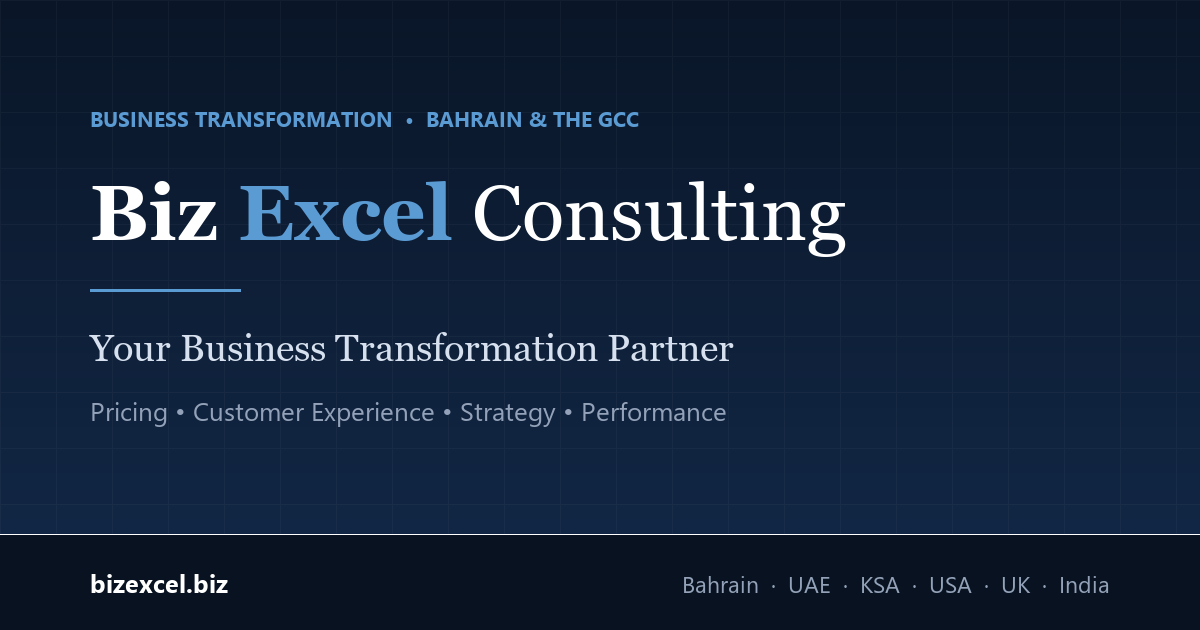 BUSINESS TRANSFORMATION • BAHRAIN & THE GCC
Biz Excel Consulting
Your Business Transformation Partner
Pricing • Customer Experience • Strategy • Performance
bizexcel.biz
Bahrain · UAE · KSA · USA · UK · India